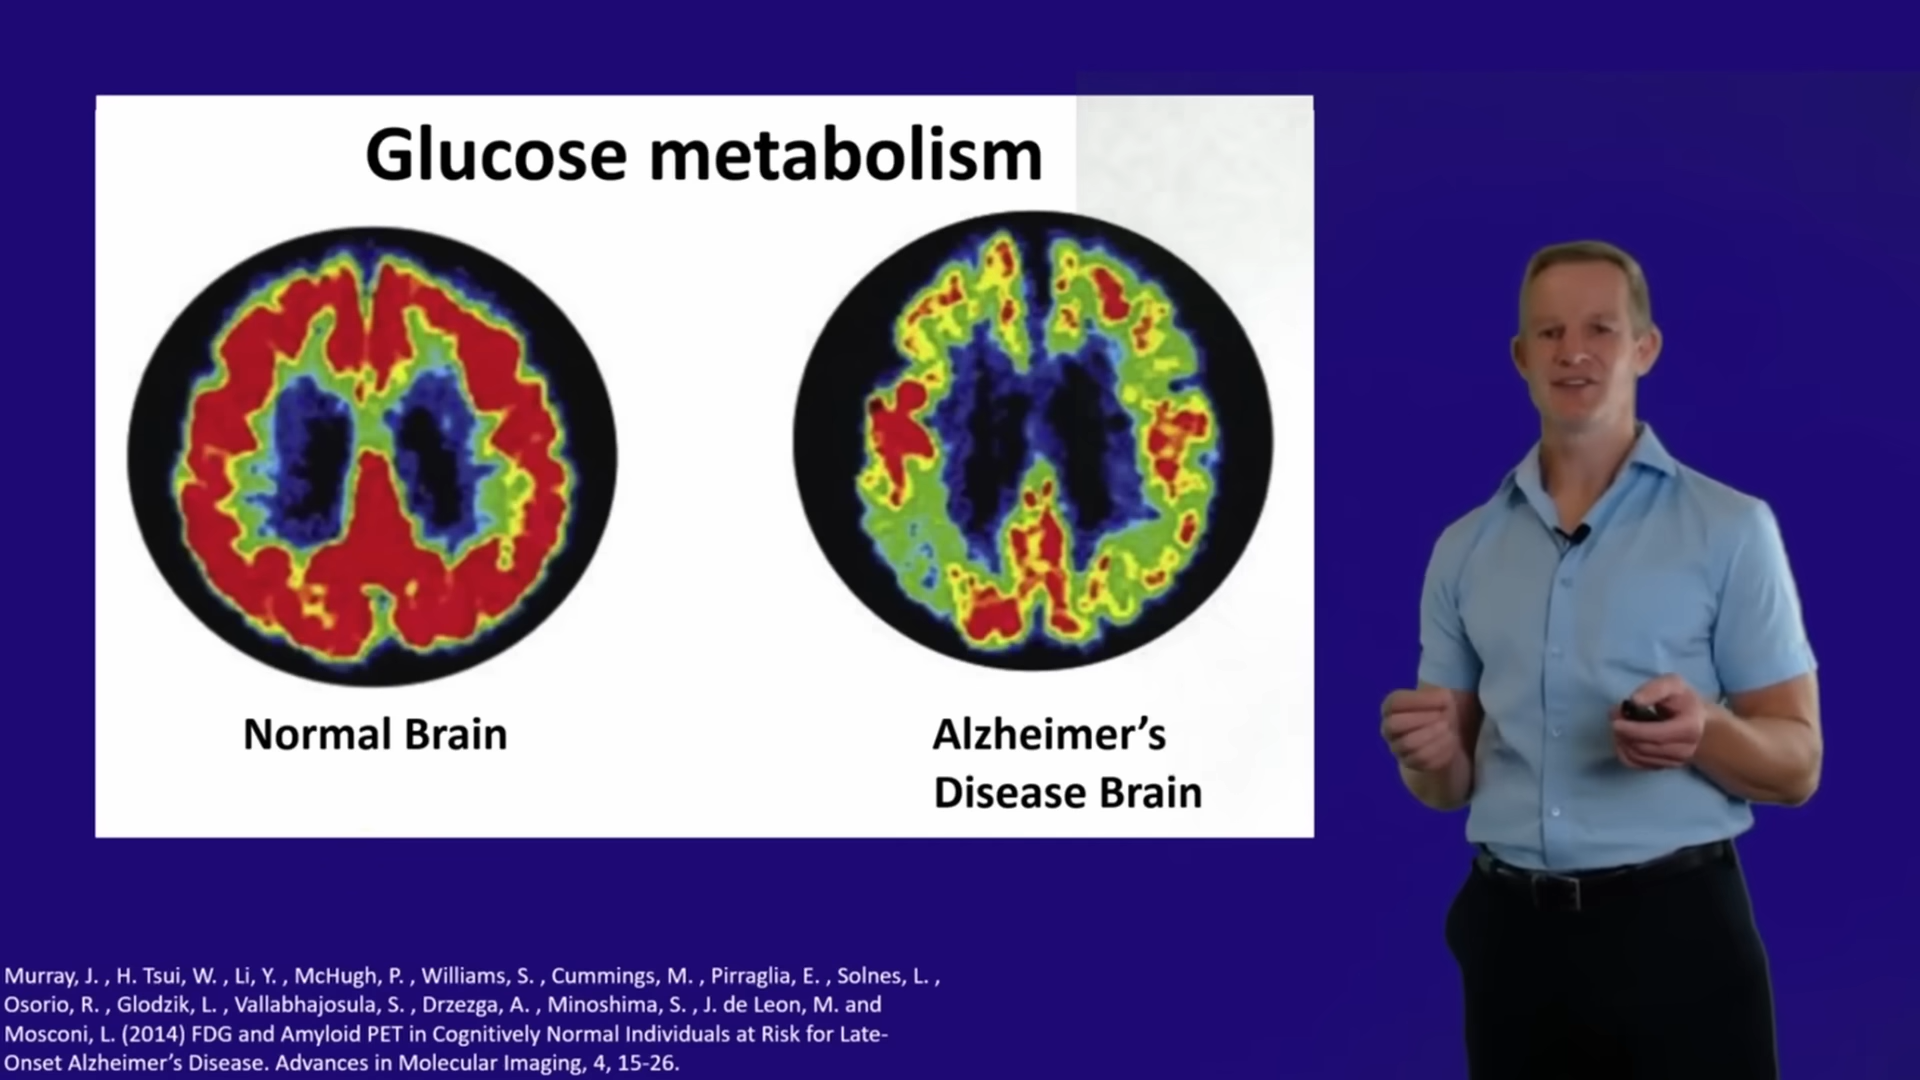 Glucose metabolism
Normal Brain
Alzheimer’s
Disease Brain
Murray, J. , H. Tsui, W. , Li, Y. , McHugh, P. , Williams, S. , Cummings, M. , Pirraglia, E. , Solnes, L. ,
Osorio, R. , Glodzik, L. , Vallabhajosula, S. , Drzezga, A. , Minoshima, S. , J. de Leon, M. and
Mosconi, L. (2014) FDG and Amyloid PET in Cognitively Normal Individuals at Risk for Late-
Onset Alzheimer’s Disease. Advances in Molecular Imaging, 4, 15-26.